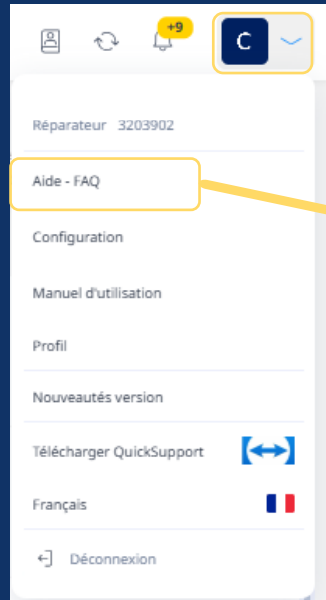 +9
C
Réparateur 3203902
Aide - FAQ
Configuration
Manuel d'utilisation
Profil
Nouveautés version
Télécharger QuickSupport
Français
Déconnexion